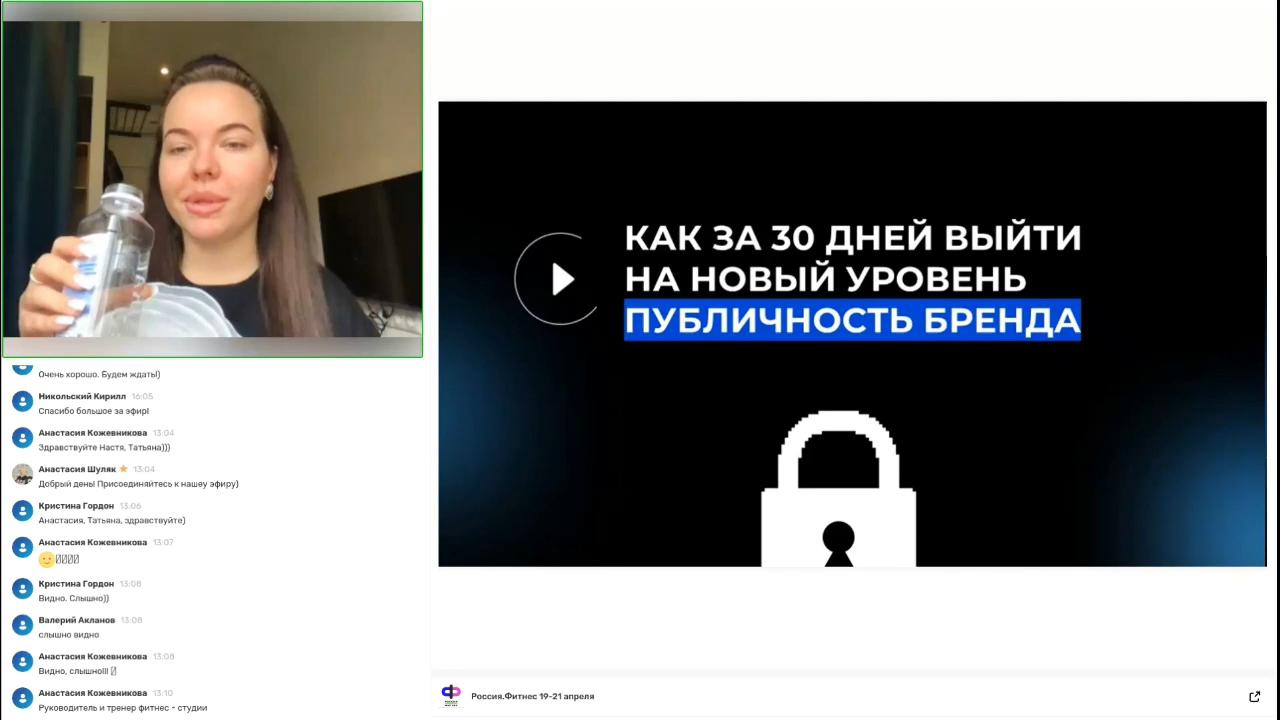 КАК ЗА 30 ДНЕЙ ВЫЙТИ
НА НОВЫЙ УРОВЕНЬ
ПУБЛИЧНОСТЬ БРЕНДА
Очень хорошо. Будем ждать!)
Никольский Кирилл 16:05
Спасибо большое за эфир!
Анастасия Кожевникова 13:04
Здравствуйте Настя, Татьяна)))
Анастасия Шуляк 13:04
Добрый день! Присоединяйтесь к нашеу эфиру)
Кристина Гордон 13:06
Анастасия, Татьяна, здравствуйте)
Анастасия Кожевникова 13:07
Кристина Гордон 13:08
Видно. Слышно))
Валерий Акланов 13:08
слышно видно
Анастасия Кожевникова 13:08
Видно, слышно!!!
Анастасия Кожевникова 13:10
Руководитель и тренер фитнес - студии
Россия.Фитнес 19-21 апреля